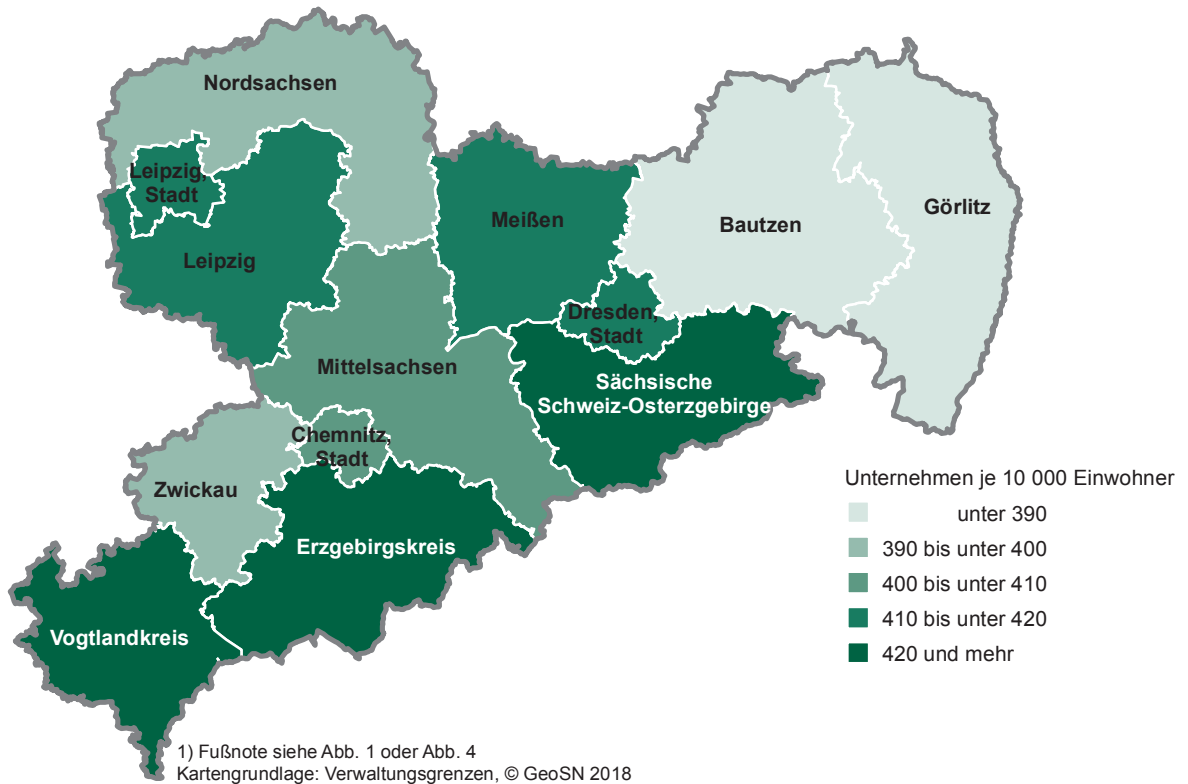 Nordsachsen
Leipzig,
Stadt
Leipzig
Meißen
Bautzen
Görlitz
Dresden,
Stadt
Mittelsachsen
Sächsische
Schweiz-Osterzgebirge
Chemnitz,
Stadt
Zwickau
Erzgebirgskreis
Vogtlandkreis
Unternehmen je 10 000 Einwohner
unter 390
390 bis unter 400
400 bis unter 410
410 bis unter 420
420 und mehr
1) Fußnote siehe Abb. 1 oder Abb. 4
Kartengrundlage: Verwaltungsgrenzen, © GeoSN 2018